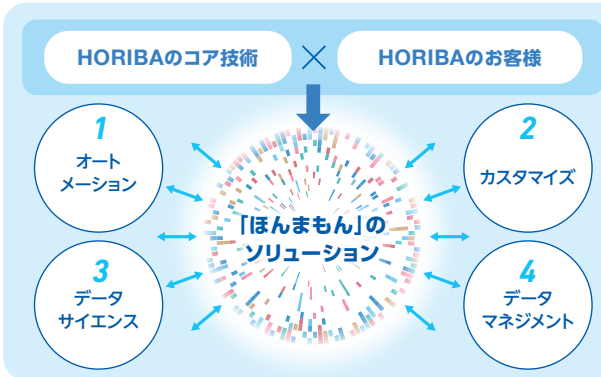 HORIBAのコア技術 × HORIBAのお客様
1
オート
メーション
2
カスタマイズ
「ほんまもん」の
ソリューション
3
データ
サイエンス
4
データ
マネジメント